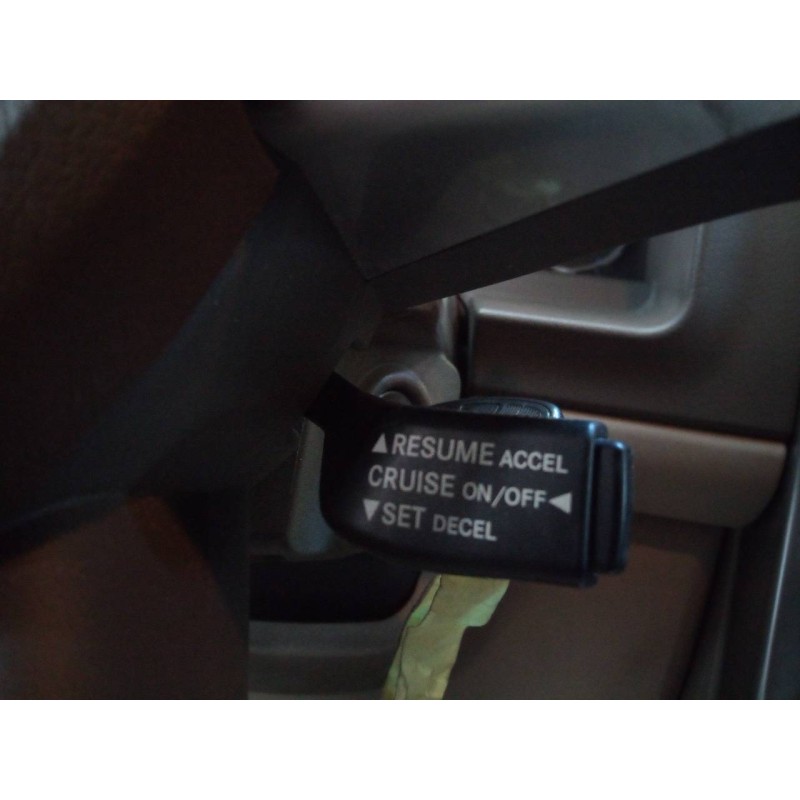 ▲RESUME ACCEL
CRUISE ON/OFF◀
▼SET DECEL